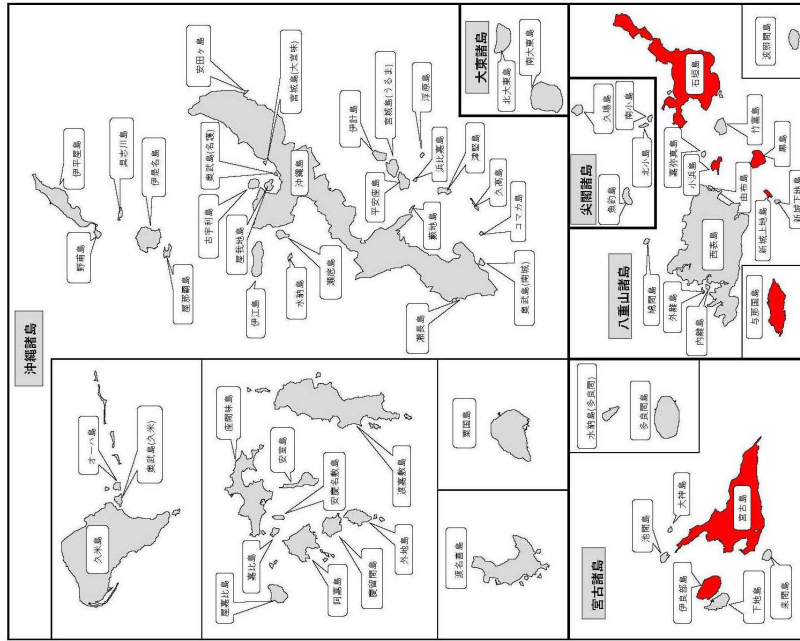 沖縄諸島
伊平屋島
野甫島
具志川島
伊是名島
屋那覇島
安田ヶ島
宮城島(大宜味)
奥武島(名護)
古宇利島
屋我地島
沖縄島
伊江島
水納島
瀬底島
伊計島
宮城島(うるま)
平安座島
浮原島
浜比嘉島
藪地島
津堅島
久高島
コマカ島
奥武島(南城)
瀬長島
大東諸島
北大東島
南大東島
オーハ島
奥武島(久米)
久米島
座間味島
安室島
安慶名敷島
渡嘉敷島
嘉比島
屋嘉比島
阿嘉島
慶留間島
外地島
粟国島
渡名喜島
尖閣諸島
久場島
南小島
北小島
魚釣島
波照間島
石垣島
竹富島
嘉弥真島
小浜島
黒島
由布島
新城上地島
新城下地島
西表島
八重山諸島
鳩間島
外離島
内離島
与那国島
水納島(多良間)
多良間島
宮古諸島
池間島
大神島
宮古島
伊良部島
下地島
来間島